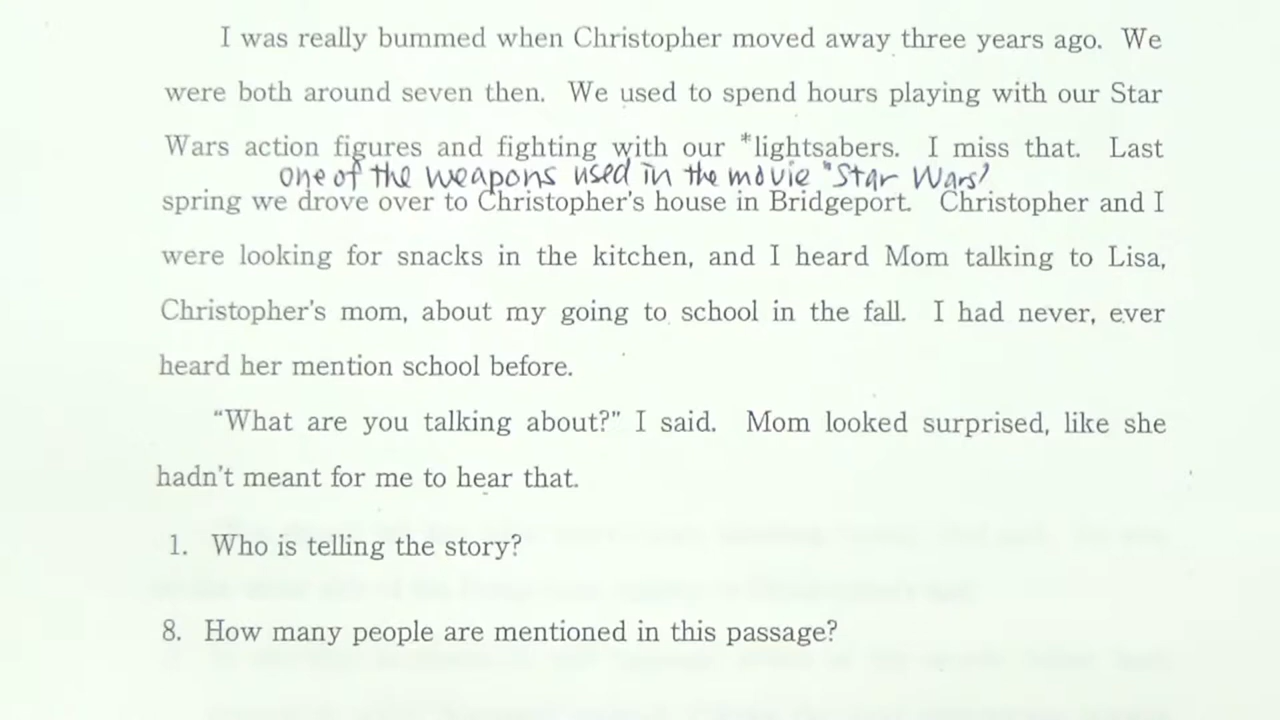 I was really bummed when Christopher moved away three years ago. We
were both around seven then. We used to spend hours playing with our Star
Wars action figures and fighting with our *lightsabers. I miss that. Last
one of the weapons used in the movie "Star Wars"
spring we drove over to Christopher's house in Bridgeport. Christopher and I
were looking for snacks in the kitchen, and I heard Mom talking to Lisa,
Christopher's mom, about my going to school in the fall. I had never, ever
heard her mention school before.
"What are you talking about?" I said. Mom looked surprised, like she
hadn't meant for me to hear that.
1. Who is telling the story?
8. How many people are mentioned in this passage?